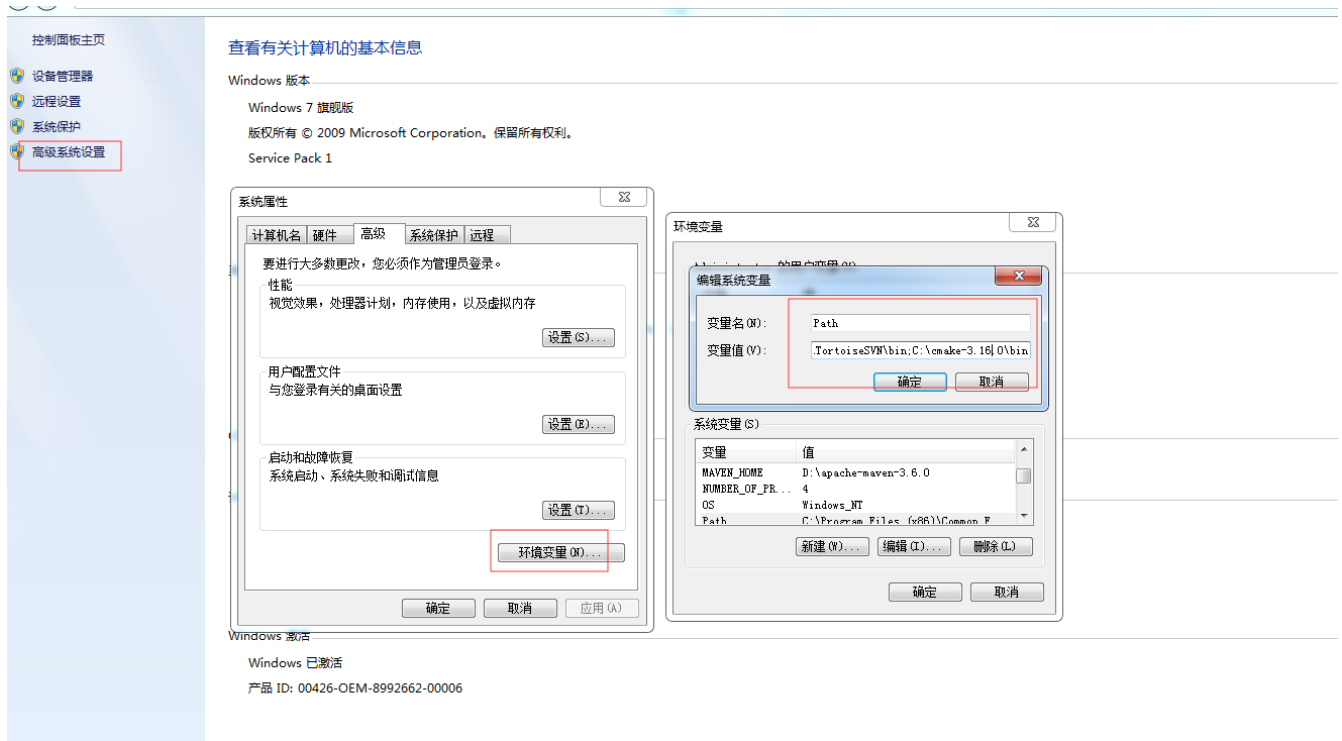 控制面板主页
设备管理器
远程设置
系统保护
高级系统设置
查看有关计算机的基本信息
Windows 版本
Windows 7 旗舰版
版权所有 © 2009 Microsoft Corporation。保留所有权利。
Service Pack 1
系统属性
计算机名 硬件 高级 系统保护 远程
要进行大多数更改，您必须作为管理员登录。
性能
视觉效果，处理器计划，内存使用，以及虚拟内存
设置(S)...
用户配置文件
与您登录有关的桌面设置
设置(E)...
启动和故障恢复
系统启动、系统失败和调试信息
设置(T)...
环境变量(N)...
确定 取消 应用(A)
环境变量
的用户变量(U)
编辑系统变量
变量名(N): Path
变量值(V): .TortoiseSVN\bin;C:\cmake-3.16.0\bin
确定 取消
系统变量(S)
变量 值
MAVEN_HOME D:\apache-maven-3.6.0
NUMBER_OF_PR... 4
OS Windows_NT
Path C:\Program Files (x86)\Common F
新建(W)... 编辑(I)... 删除(L)
确定 取消
Windows 激活
Windows 已激活
产品 ID: 00426-OEM-8992662-00006